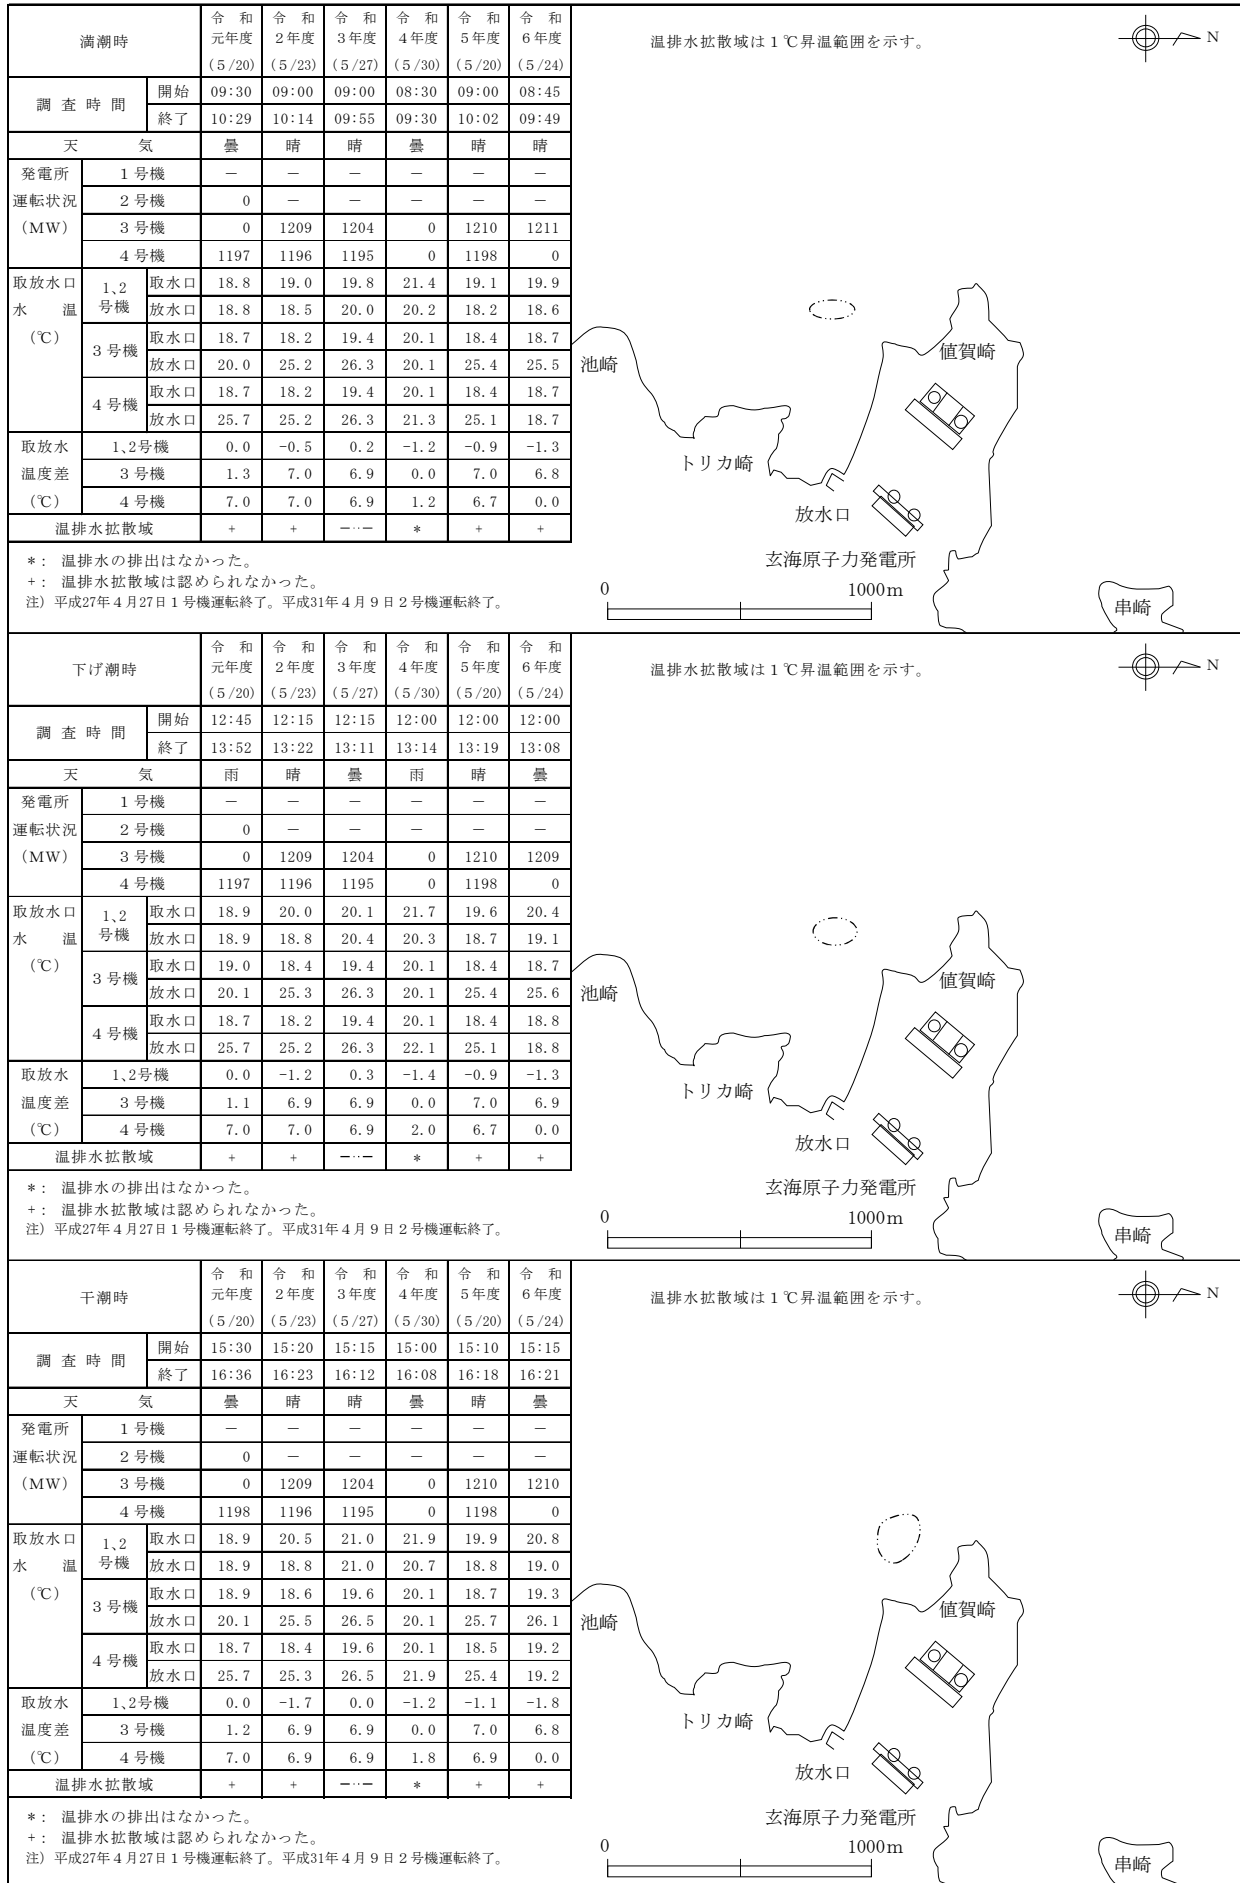 満潮時 令和元年度(5/20) 令和2年度(5/23) 令和3年度(5/27) 令和4年度(5/30) 令和5年度(5/20) 令和6年度(5/24)
調査時間 開始 09:30 09:00 09:00 08:30 09:00 08:45
終了 10:29 10:14 09:55 09:30 10:02 09:49
天気 曇 晴 晴 曇 晴 晴
発電所運転状況(MW) 1号機 － － － － － －
2号機 0 － － － － －
3号機 0 1209 1204 0 1210 1211
4号機 1197 1196 1195 0 1198 0
取放水口水温(℃) 1、2号機 取水口 18.8 19.0 19.8 21.4 19.1 19.9
放水口 18.8 18.5 20.0 20.2 18.2 18.6
3号機 取水口 18.7 18.2 19.4 20.1 18.4 18.7
放水口 20.0 25.2 26.3 20.1 25.4 25.5
4号機 取水口 18.7 18.2 19.4 20.1 18.4 18.7
放水口 25.7 25.2 26.3 21.3 25.1 18.7
取放水温度差(℃) 1、2号機 0.0 -0.5 0.2 -1.2 -0.9 -1.3
3号機 1.3 7.0 6.9 0.0 7.0 6.8
4号機 7.0 7.0 6.9 1.2 6.7 0.0
温排水拡散域 + + －‥－ * + +
*： 温排水の排出はなかった。
+： 温排水拡散域は認められなかった。
注）平成27年4月27日1号機運転終了。平成31年4月9日2号機運転終了。
温排水拡散域は1℃昇温範囲を示す。
N
値賀崎
池崎
トリカ崎
放水口
玄海原子力発電所
0 1000m
串崎
下げ潮時 令和元年度(5/20) 令和2年度(5/23) 令和3年度(5/27) 令和4年度(5/30) 令和5年度(5/20) 令和6年度(5/24)
調査時間 開始 12:45 12:15 12:15 12:00 12:00 12:00
終了 13:52 13:22 13:11 13:14 13:19 13:08
天気 雨 晴 曇 雨 晴 曇
発電所運転状況(MW) 1号機 － － － － － －
2号機 0 － － － － －
3号機 0 1209 1204 0 1210 1209
4号機 1197 1196 1195 0 1198 0
取放水口水温(℃) 1、2号機 取水口 18.9 20.0 20.1 21.7 19.6 20.4
放水口 18.9 18.8 20.4 20.3 18.7 19.1
3号機 取水口 19.0 18.4 19.4 20.1 18.4 18.7
放水口 20.1 25.3 26.3 20.1 25.4 25.6
4号機 取水口 18.7 18.2 19.4 20.1 18.4 18.8
放水口 25.7 25.2 26.3 22.1 25.1 18.8
取放水温度差(℃) 1、2号機 0.0 -1.2 0.3 -1.4 -0.9 -1.3
3号機 1.1 6.9 6.9 0.0 7.0 6.9
4号機 7.0 7.0 6.9 2.0 6.7 0.0
温排水拡散域 + + －‥－ * + +
*： 温排水の排出はなかった。
+： 温排水拡散域は認められなかった。
注）平成27年4月27日1号機運転終了。平成31年4月9日2号機運転終了。
温排水拡散域は1℃昇温範囲を示す。
N
値賀崎
池崎
トリカ崎
放水口
玄海原子力発電所
0 1000m
串崎
干潮時 令和元年度(5/20) 令和2年度(5/23) 令和3年度(5/27) 令和4年度(5/30) 令和5年度(5/20) 令和6年度(5/24)
調査時間 開始 15:30 15:20 15:15 15:00 15:10 15:15
終了 16:36 16:23 16:12 16:08 16:18 16:21
天気 曇 晴 晴 曇 晴 曇
発電所運転状況(MW) 1号機 － － － － － －
2号機 0 － － － － －
3号機 0 1209 1204 0 1210 1210
4号機 1198 1196 1195 0 1198 0
取放水口水温(℃) 1、2号機 取水口 18.9 20.5 21.0 21.9 19.9 20.8
放水口 18.9 18.8 21.0 20.7 18.8 19.0
3号機 取水口 18.9 18.6 19.6 20.1 18.7 19.3
放水口 20.1 25.5 26.5 20.1 25.7 26.1
4号機 取水口 18.7 18.4 19.6 20.1 18.5 19.2
放水口 25.7 25.3 26.5 21.9 25.4 19.2
取放水温度差(℃) 1、2号機 0.0 -1.7 0.0 -1.2 -1.1 -1.8
3号機 1.2 6.9 6.9 0.0 7.0 6.8
4号機 7.0 6.9 6.9 1.8 6.9 0.0
温排水拡散域 + + －‥－ * + +
*： 温排水の排出はなかった。
+： 温排水拡散域は認められなかった。
注）平成27年4月27日1号機運転終了。平成31年4月9日2号機運転終了。
温排水拡散域は1℃昇温範囲を示す。
N
値賀崎
池崎
トリカ崎
放水口
玄海原子力発電所
0 1000m
串崎